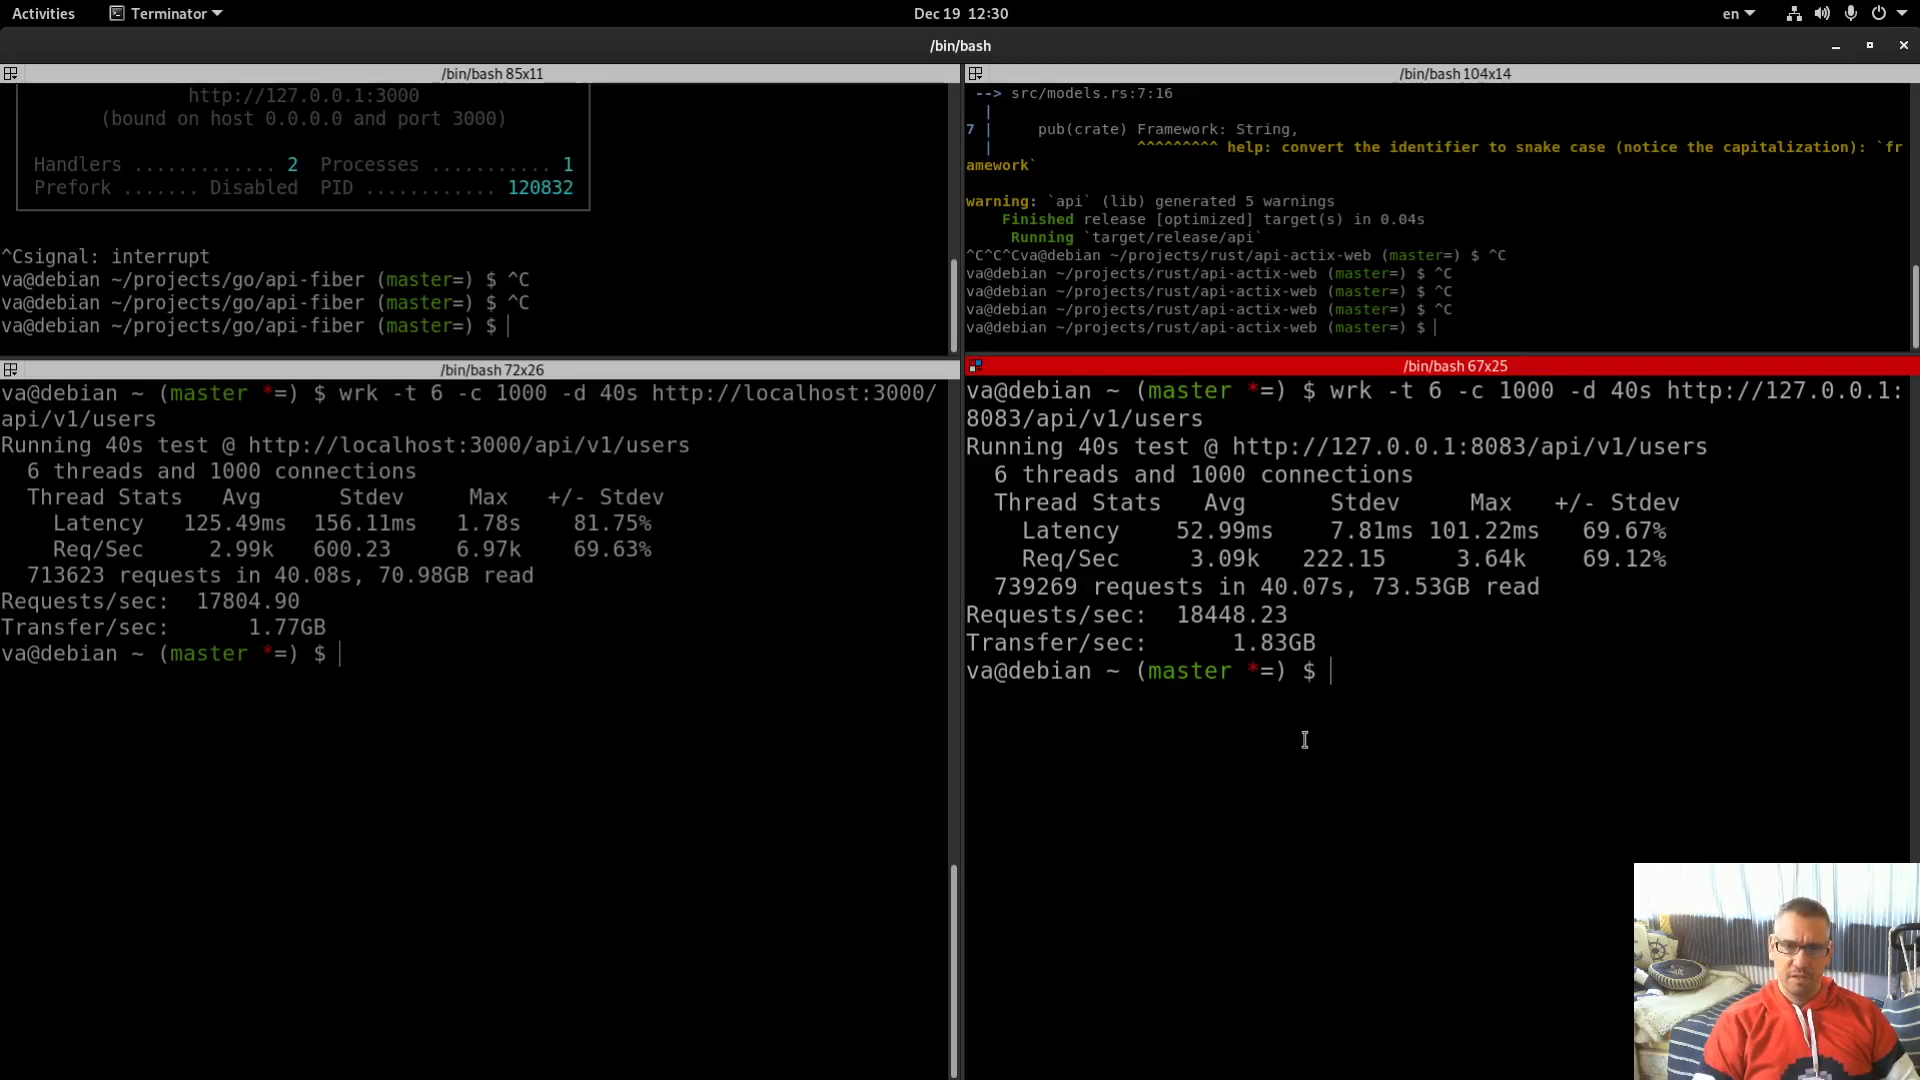 Activities
Terminator
Dec 19 12:30
en
/bin/bash
/bin/bash 85x11
http://127.0.0.1:3000
(bound on host 0.0.0.0 and port 3000)
Handlers ............. 2 Processes ........... 1
Prefork ....... Disabled PID ............ 120832
^Csignal: interrupt
va@debian ~/projects/go/api-fiber (master=) $ ^C
va@debian ~/projects/go/api-fiber (master=) $ ^C
va@debian ~/projects/go/api-fiber (master=) $
/bin/bash 104x14
--> src/models.rs:7:16
|
7 | pub(crate) Framework: String,
| ^^^^^^^^^ help: convert the identifier to snake case (notice the capitalization): `fr
amework`
warning: `api` (lib) generated 5 warnings
Finished release [optimized] target(s) in 0.04s
Running `target/release/api`
^C^C^Cva@debian ~/projects/rust/api-actix-web (master=) $ ^C
va@debian ~/projects/rust/api-actix-web (master=) $ ^C
va@debian ~/projects/rust/api-actix-web (master=) $ ^C
va@debian ~/projects/rust/api-actix-web (master=) $ ^C
va@debian ~/projects/rust/api-actix-web (master=) $
/bin/bash 72x26
va@debian ~ (master *=) $ wrk -t 6 -c 1000 -d 40s http://localhost:3000/
api/v1/users
Running 40s test @ http://localhost:3000/api/v1/users
6 threads and 1000 connections
Thread Stats Avg Stdev Max +/- Stdev
Latency 125.49ms 156.11ms 1.78s 81.75%
Req/Sec 2.99k 600.23 6.97k 69.63%
713623 requests in 40.08s, 70.98GB read
Requests/sec: 17804.90
Transfer/sec: 1.77GB
va@debian ~ (master *=) $
/bin/bash 67x25
va@debian ~ (master *=) $ wrk -t 6 -c 1000 -d 40s http://127.0.0.1:
8083/api/v1/users
Running 40s test @ http://127.0.0.1:8083/api/v1/users
6 threads and 1000 connections
Thread Stats Avg Stdev Max +/- Stdev
Latency 52.99ms 7.81ms 101.22ms 69.67%
Req/Sec 3.09k 222.15 3.64k 69.12%
739269 requests in 40.07s, 73.53GB read
Requests/sec: 18448.23
Transfer/sec: 1.83GB
va@debian ~ (master *=) $